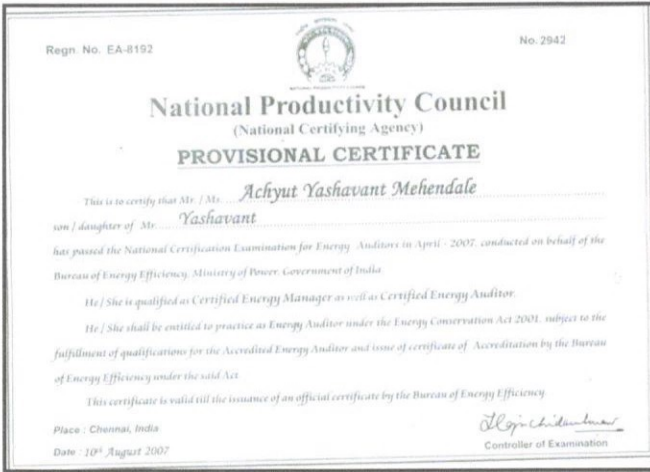 Regn. No. EA-8192
No. 2942
NATIONAL PRODUCTIVITY COUNCIL
National Productivity Council
(National Certifying Agency)
PROVISIONAL CERTIFICATE
This is to certify that Mr. / Ms. Achyut Yashavant Mehendale
son / daughter of Mr. Yashavant
has passed the National Certification Examination for Energy Auditors in April - 2007, conducted on behalf of the
Bureau of Energy Efficiency, Ministry of Power, Government of India.
He / She is qualified as Certified Energy Manager as well as Certified Energy Auditor.
He / She shall be entitled to practice as Energy Auditor under the Energy Conservation Act 2001, subject to the
fulfillment of qualifications for the Accredited Energy Auditor and issue of certificate of Accreditation by the Bureau
of Energy Efficiency under the said Act.
This certificate is valid till the issuance of an official certificate by the Bureau of Energy Efficiency.
Place : Chennai, India
Date : 10th August 2007
Controller of Examination